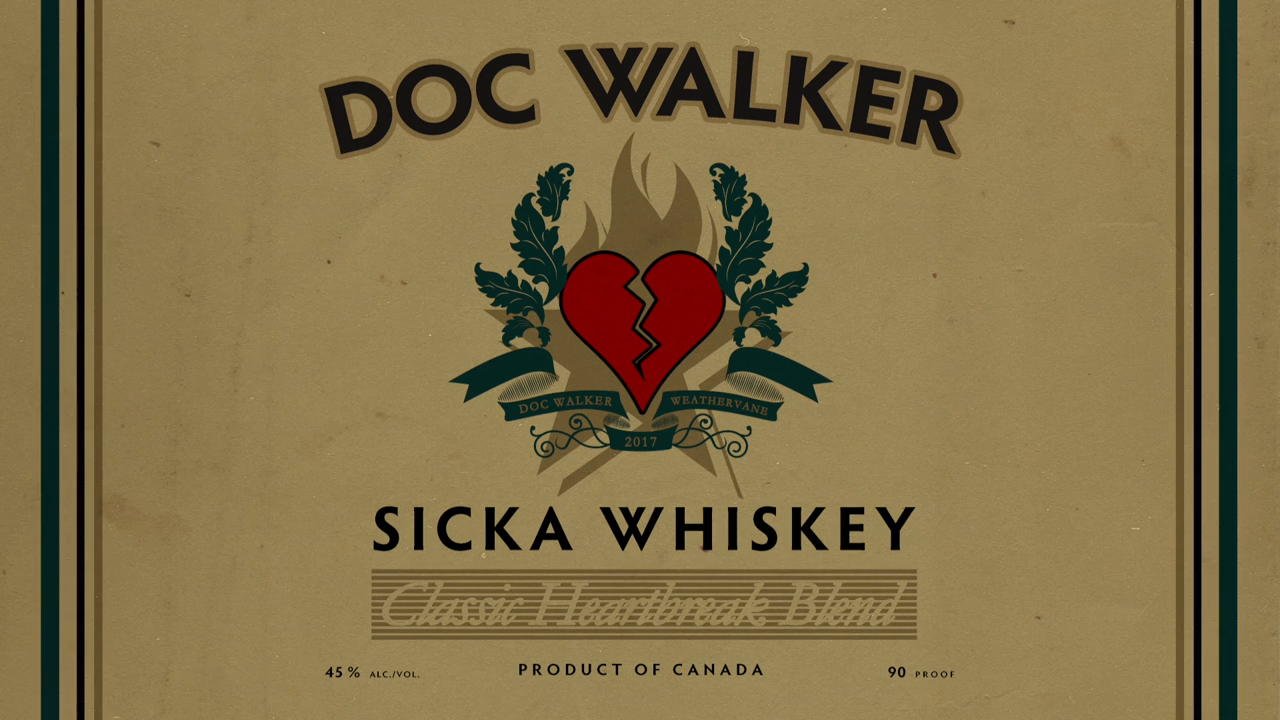 DOC WALKER
DOC WALKER WEATHERVANE
2017
SICKA WHISKEY
Classic Heartbreak Blend
45% ALC./VOL. PRODUCT OF CANADA 90 PROOF